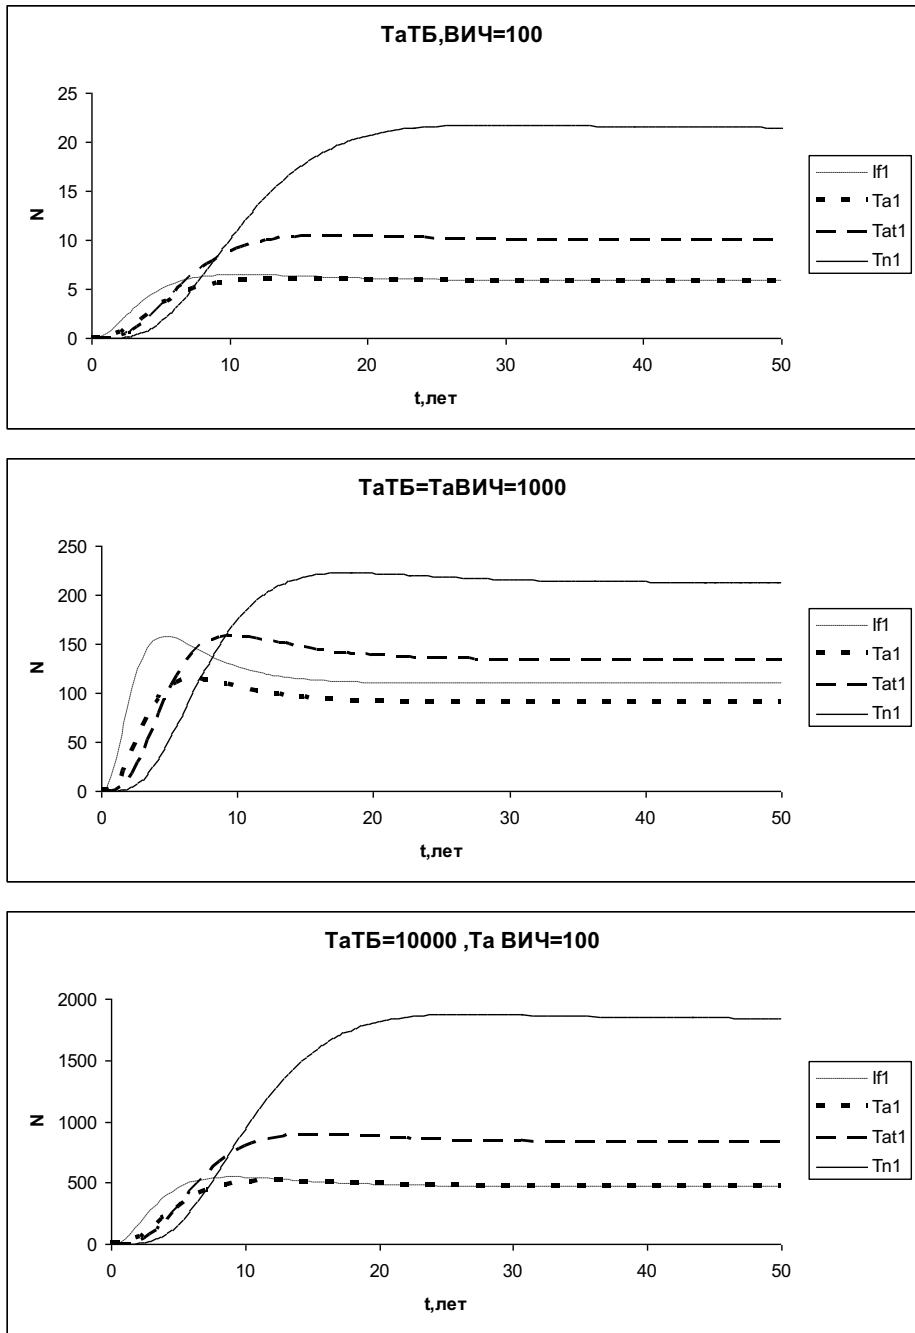 ТаТБ,ВИЧ=100
25
20
15
10
5
0
N
0 10 20 30 40 50
t,лет
If1
Ta1
Tat1
Tn1
ТаТБ=ТаВИЧ=1000
250
200
150
100
50
0
N
0 10 20 30 40 50
t,лет
If1
Ta1
Tat1
Tn1
ТаТБ=10000 ,Та ВИЧ=100
2000
1500
1000
500
0
N
0 10 20 30 40 50
t,лет
If1
Ta1
Tat1
Tn1